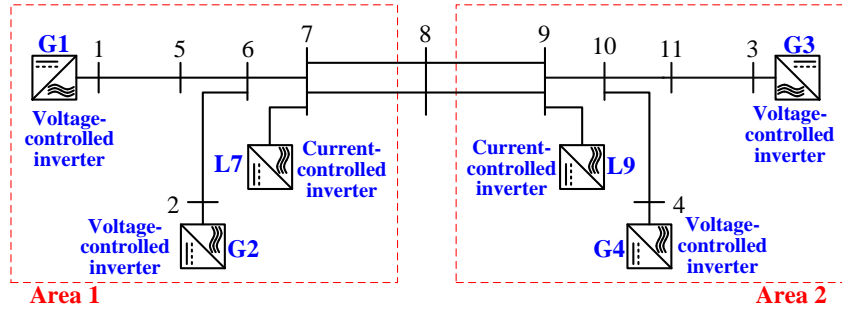 G1
1
5
6
7
8
9
10
11
3
G3
Voltage-
controlled
inverter
L7
Current-
controlled
inverter
Current-
controlled
inverter
L9
Voltage-
controlled
inverter
2
Voltage-
controlled
inverter
G2
4
G4
Voltage-
controlled
inverter
Area 1
Area 2